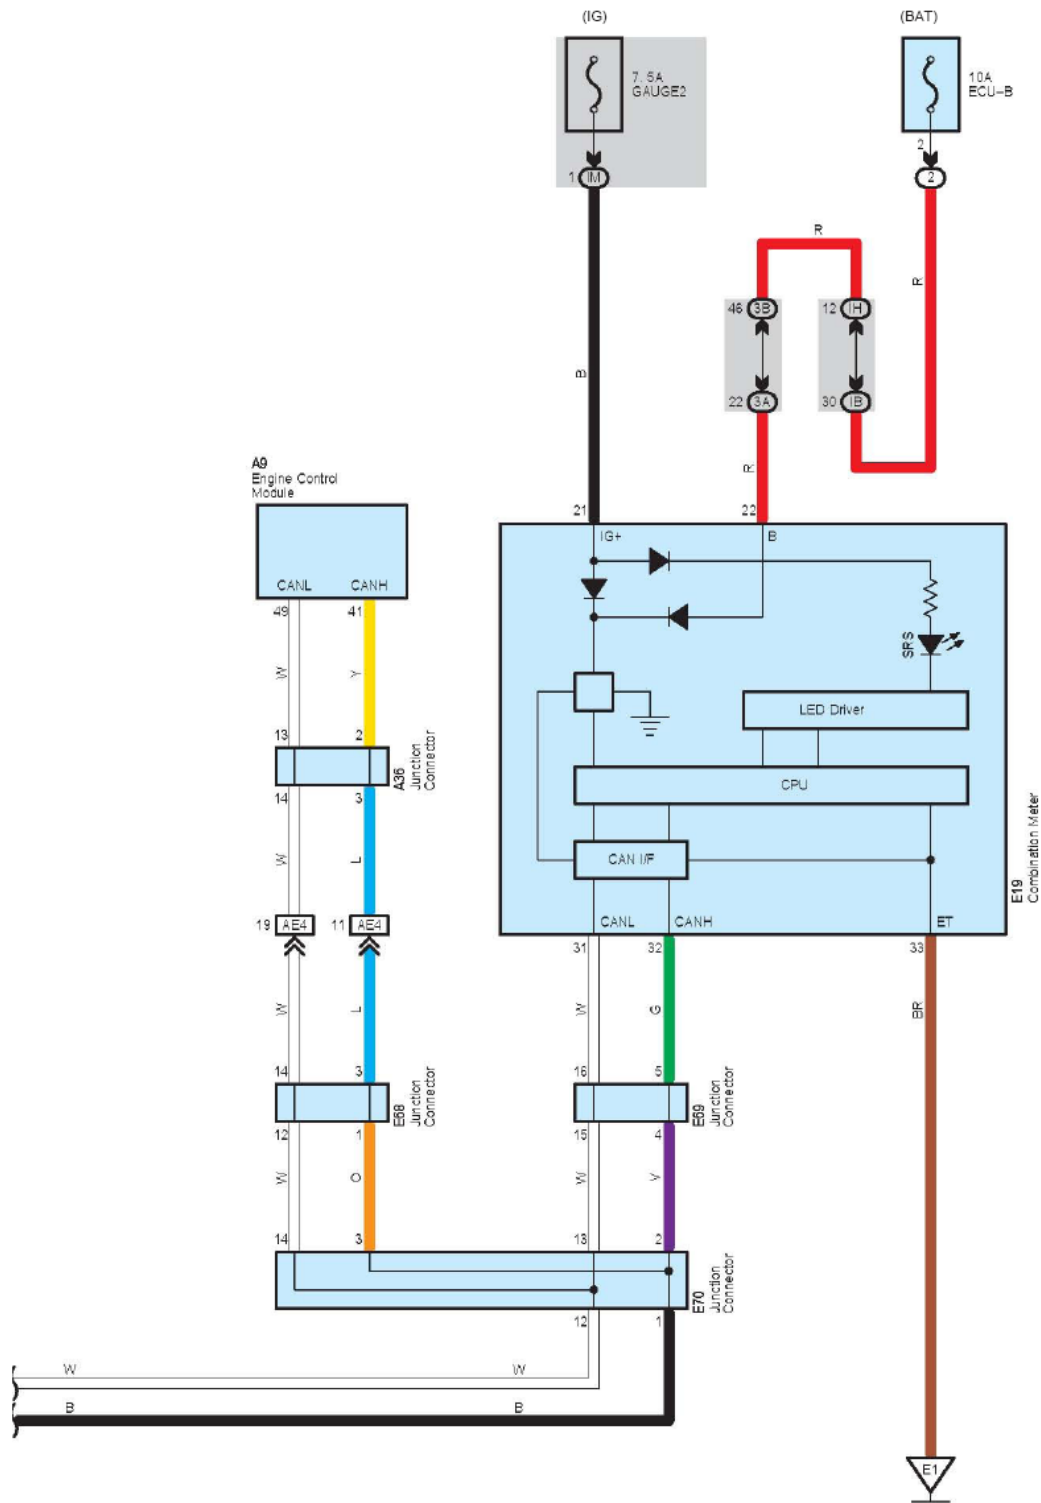 (IG)
(BAT)
7.5A
GAUGE2
10A
ECU-B
2
1 IM
2
R
R
46 3B
12 IH
B
22 3A
30 IB
A9
Engine Control
Module
R
21
22
IG+
B
CANL
CANH
49
41
SRS
W
Y
LED Driver
13
2
A36
Junction
Connector
CPU
14
3
W
L
CAN I/F
E19
Combination Meter
19 AE4
11 AE4
CANL
CANH
ET
31
32
33
W
L
W
G
BR
14
3
16
5
E68
Junction
Connector
E69
Junction
Connector
12
1
15
4
W
O
W
V
14
3
13
2
E70
Junction
Connector
12
1
W
W
B
B
E1